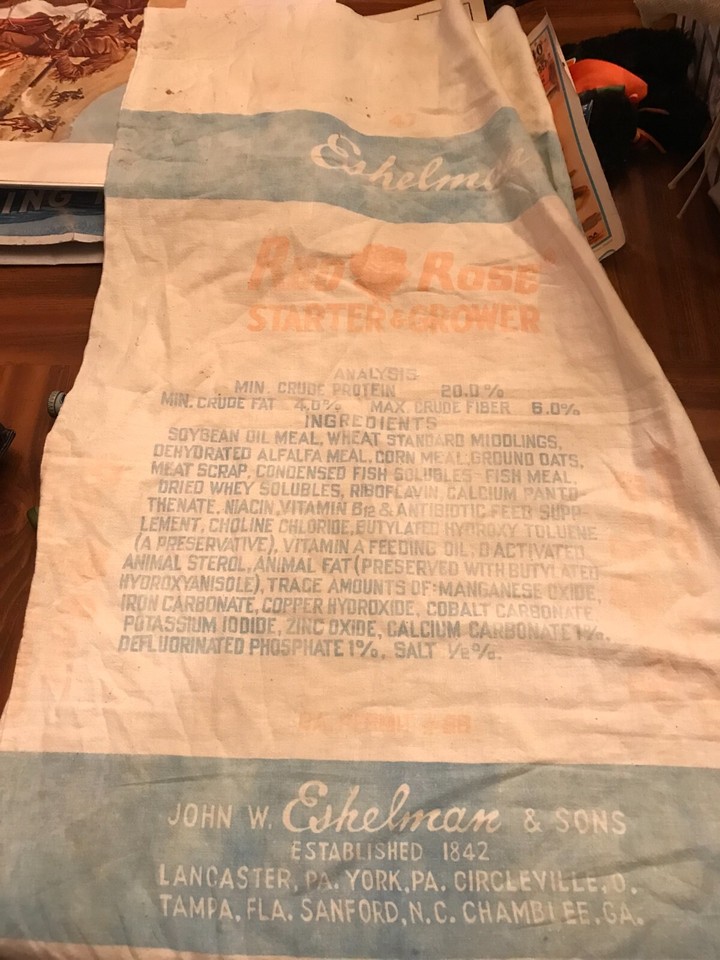 ING
Eshelman
Red Rose
STARTER & GROWER
ANALYSIS
MIN. CRUDE PROTEIN 20.0%
MIN. CRUDE FAT 4.0% MAX. CRUDE FIBER 6.0%
INGREDIENTS
SOYBEAN OIL MEAL, WHEAT STANDARD MIDDLINGS,
DEHYDRATED ALFALFA MEAL, CORN MEAL, GROUND OATS,
MEAT SCRAP, CONDENSED FISH SOLUBLES - FISH MEAL,
DRIED WHEY SOLUBLES, RIBOFLAVIN, CALCIUM PANTO-
THENATE, NIACIN, VITAMIN B12 & ANTIBIOTIC FEED SUPP-
LEMENT, CHOLINE CHLORIDE, BUTYLATED HYDROXY TOLUENE
(A PRESERVATIVE), VITAMIN A FEEDING OIL, D ACTIVATED
ANIMAL STEROL, ANIMAL FAT (PRESERVED WITH BUTYLATED
HYDROXYANISOLE), TRACE AMOUNTS OF: MANGANESE OXIDE,
IRON CARBONATE, COPPER HYDROXIDE, COBALT CARBONATE,
POTASSIUM IODIDE, ZINC OXIDE, CALCIUM CARBONATE 1%,
DEFLUORINATED PHOSPHATE 1%, SALT 1/2%.
JOHN W. Eshelman & SONS
ESTABLISHED 1842
LANCASTER, PA. YORK, PA. CIRCLEVILLE, O.
TAMPA, FLA. SANFORD, N.C. CHAMBLEE, GA.